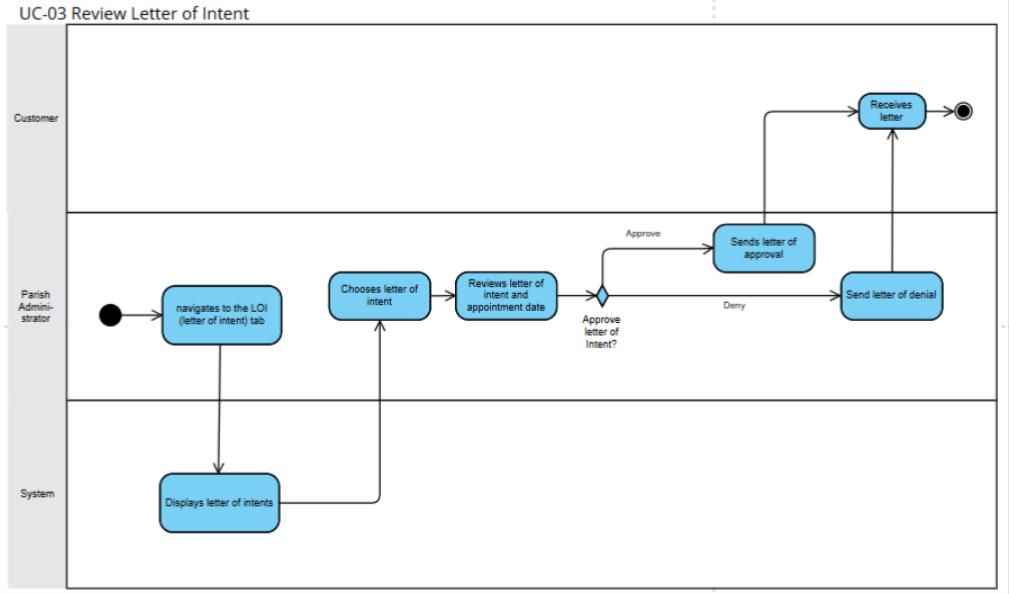 UC-03 Review Letter of Intent
Customer
Receives
letter
Parish
Admini-
strator
navigates to the LOI
(letter of intent) tab
Chooses letter of
intent
Reviews letter of
intent and
appointment date
Approve
letter of
Intent?
Approve
Sends letter of
approval
Deny
Send letter of denial
System
Displays letter of intents